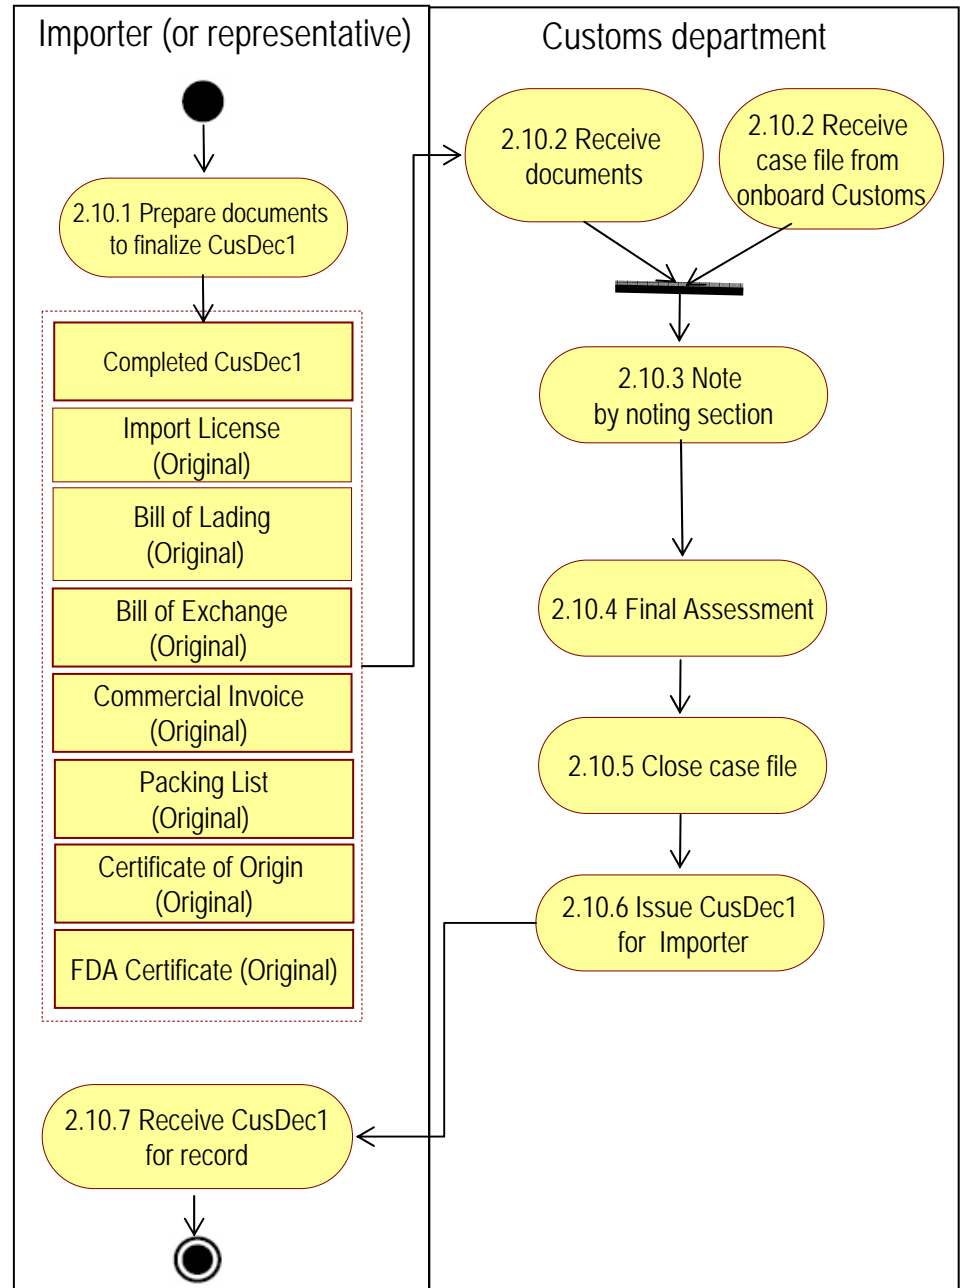 Importer (or representative)
Customs department
2.10.1 Prepare documents
to finalize CusDec1
Completed CusDec1
Import License
(Original)
Bill of Lading
(Original)
Bill of Exchange
(Original)
Commercial Invoice
(Original)
Packing List
(Original)
Certificate of Origin
(Original)
FDA Certificate (Original)
2.10.7 Receive CusDec1
for record
2.10.2 Receive
documents
2.10.2 Receive
case file from
onboard Customs
2.10.3 Note
by noting section
2.10.4 Final Assessment
2.10.5 Close case file
2.10.6 Issue CusDec1
for Importer